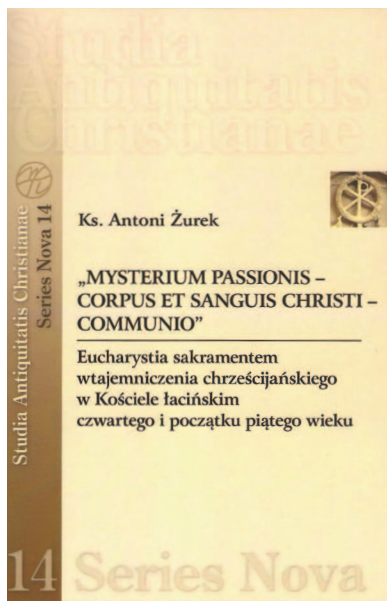 Studia
Antiquitatis
Christianae
Studia Antiquitatis Christianae
Series Nova 14
Ks. Antoni Żurek
„MYSTERIUM PASSIONIS –
CORPUS ET SANGUIS CHRISTI –
COMMUNIO”
Eucharystia sakramentem
wtajemniczenia chrześcijańskiego
w Kościele łacińskim
czwartego i początku piątego wieku
14 Series Nova